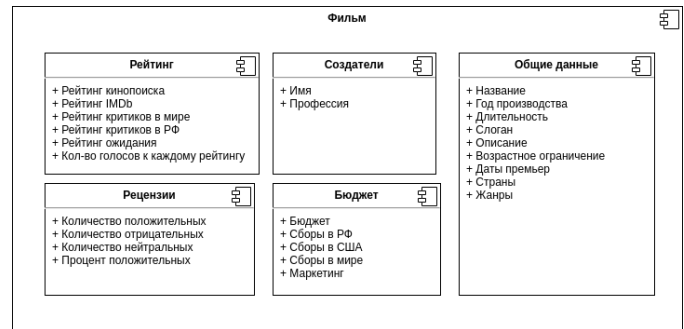 Фильм
Рейтинг
+ Рейтинг кинопоиска
+ Рейтинг IMDb
+ Рейтинг критиков в мире
+ Рейтинг критиков в РФ
+ Рейтинг ожидания
+ Кол-во голосов к каждому рейтингу
Создатели
+ Имя
+ Профессия
Общие данные
+ Название
+ Год производства
+ Длительность
+ Слоган
+ Описание
+ Возрастное ограничение
+ Даты премьер
+ Страны
+ Жанры
Рецензии
+ Количество положительных
+ Количество отрицательных
+ Количество нейтральных
+ Процент положительных
Бюджет
+ Бюджет
+ Сборы в РФ
+ Сборы в США
+ Сборы в мире
+ Маркетинг